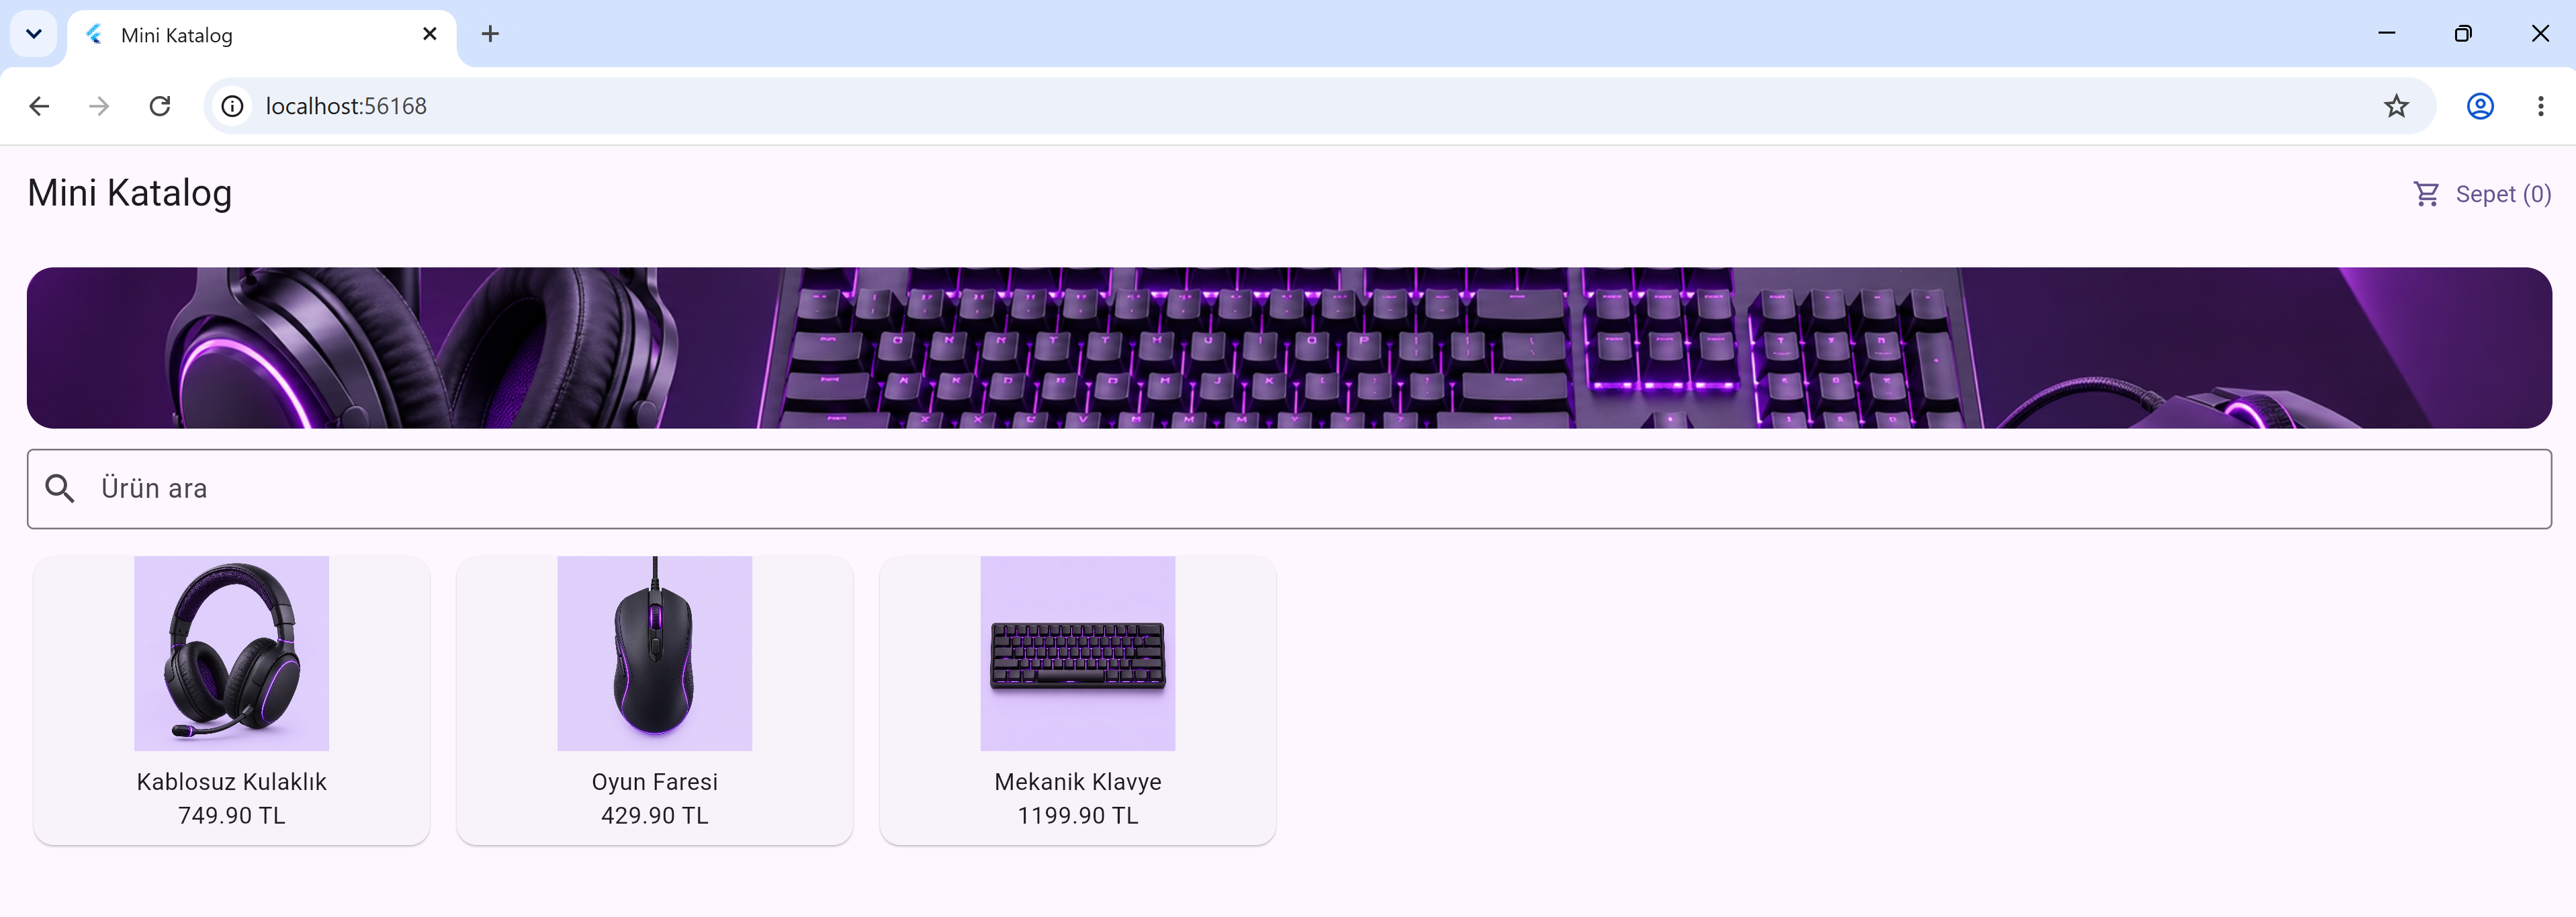 Mini Katalog
localhost:56168
Mini Katalog
Sepet (0)
Ürün ara
Kablosuz Kulaklık
749.90 TL
Oyun Faresi
429.90 TL
Mekanik Klavye
1199.90 TL